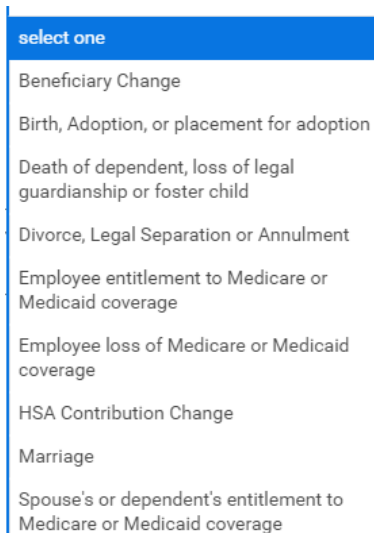 select one
Beneficiary Change
Birth, Adoption, or placement for adoption
Death of dependent, loss of legal
guardianship or foster child
Divorce, Legal Separation or Annulment
Employee entitlement to Medicare or
Medicaid coverage
Employee loss of Medicare or Medicaid
coverage
HSA Contribution Change
Marriage
Spouse's or dependent's entitlement to
Medicare or Medicaid coverage